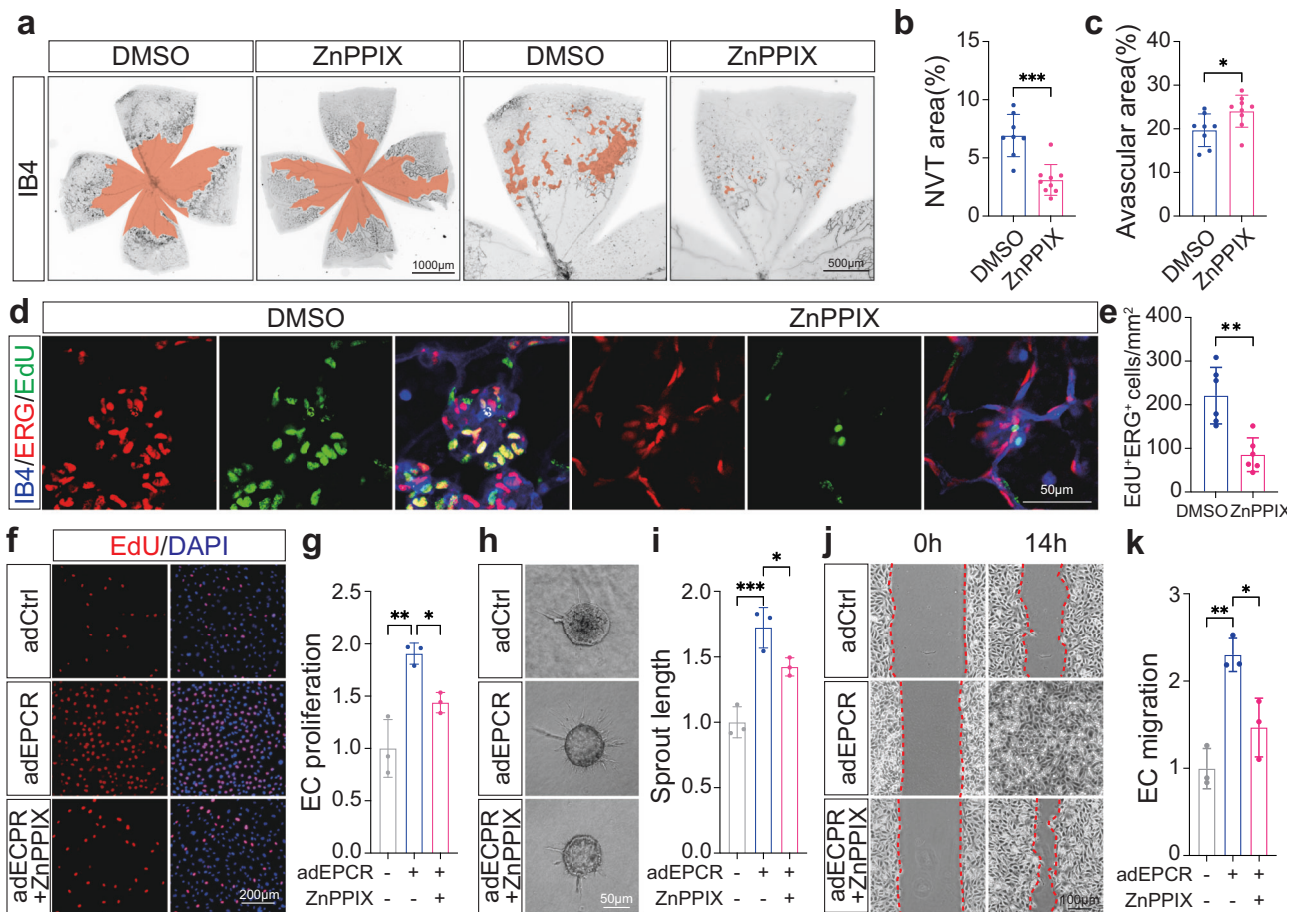 a
DMSO
ZnPPIX
DMSO
ZnPPIX
IB4
1000µm
500µm
b
NVT area(%)
15
10
5
0
***
DMSO
ZnPPIX
c
Avascular area(%)
40
30
20
10
0
*
DMSO
ZnPPIX
d
DMSO
ZnPPIX
IB4/ERG/EdU
50µm
e
EdU⁺ERG⁺ cells/mm²
400
300
200
100
0
**
DMSO
ZnPPIX
f
EdU/DAPI
adCtrl
adEPCR
adECPR
+ZnPPIX
200µm
g
EC proliferation
2.5
2.0
1.5
1.0
0.5
0.0
** *
adEPCR - + +
ZnPPIX - - +
h
adCtrl
adEPCR
adECPR
+ZnPPIX
50µm
i
Sprout length
2.0
1.5
1.0
0.5
0.0
*** *
- + +
- - +
j
0h
14h
adCtrl
adEPCR
adECPR
+ZnPPIX
100µm
k
EC migration
4
3
2
1
0
** *
adEPCR - + +
ZnPPIX - - +